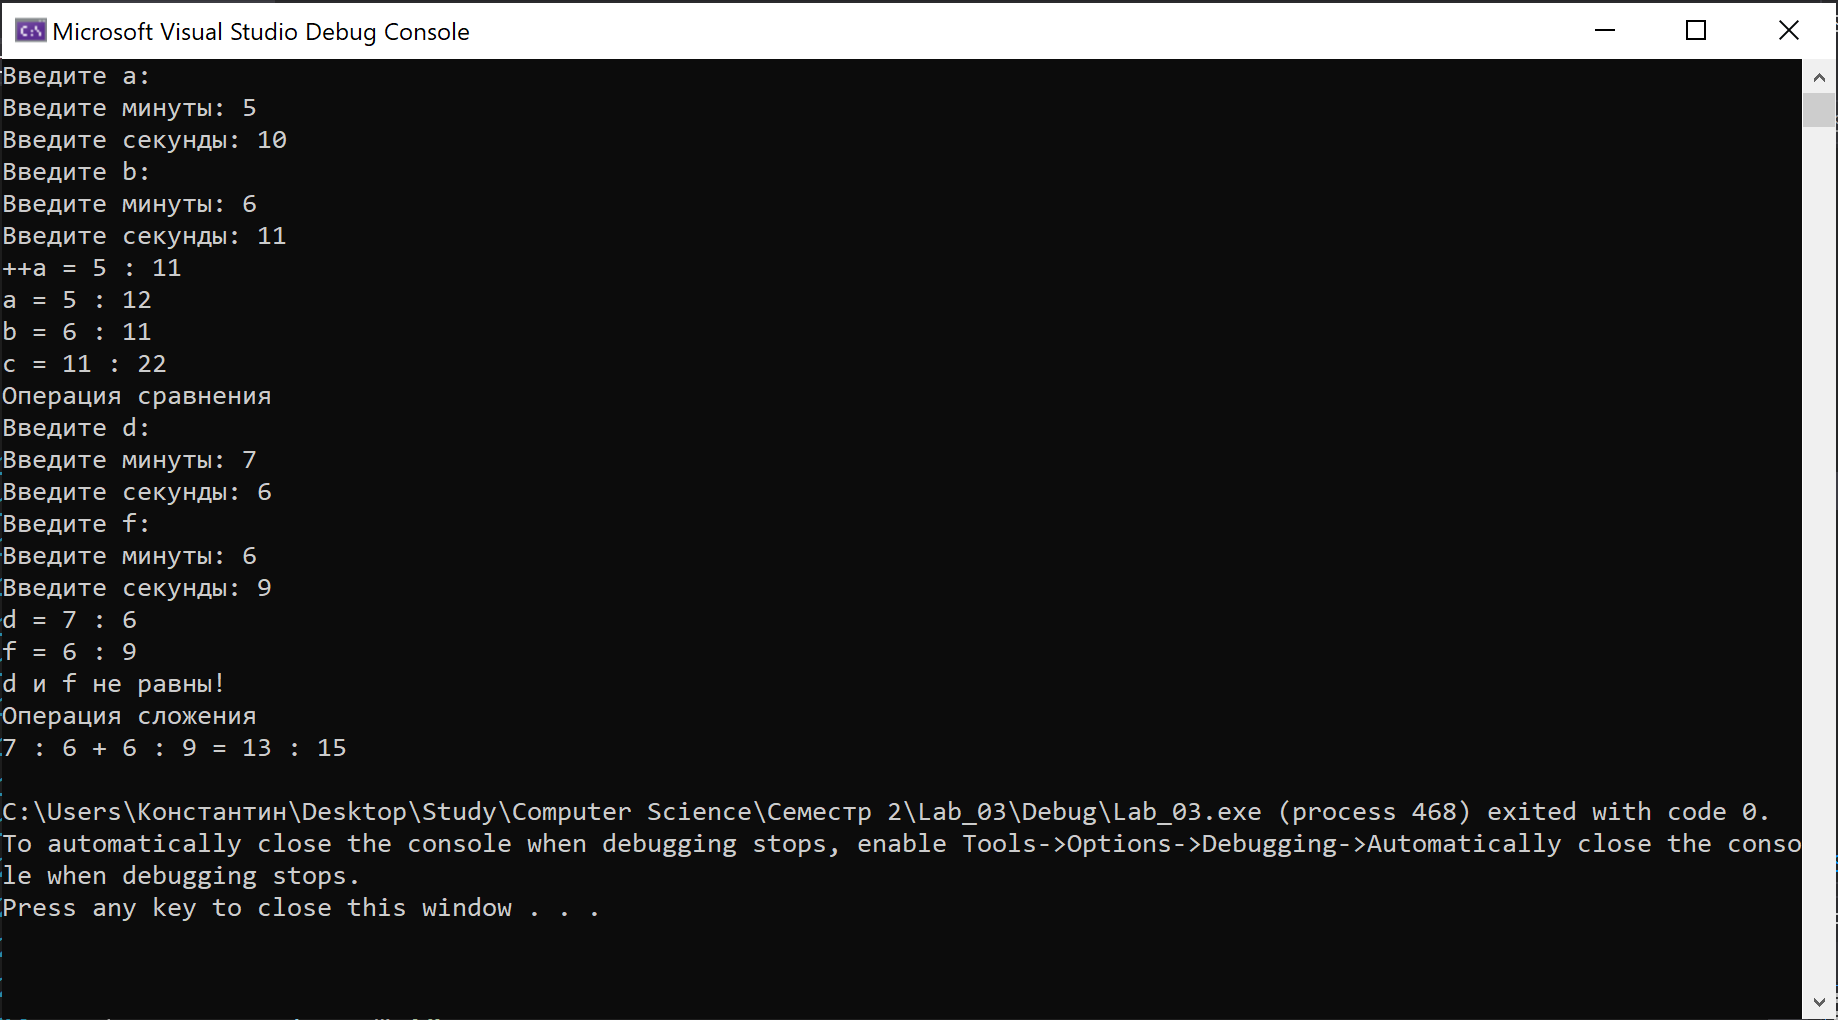 Microsoft Visual Studio Debug Console
Введите a:
Введите минуты: 5
Введите секунды: 10
Введите b:
Введите минуты: 6
Введите секунды: 11
++a = 5 : 11
a = 5 : 12
b = 6 : 11
c = 11 : 22
Операция сравнения
Введите d:
Введите минуты: 7
Введите секунды: 6
Введите f:
Введите минуты: 6
Введите секунды: 9
d = 7 : 6
f = 6 : 9
d и f не равны!
Операция сложения
7 : 6 + 6 : 9 = 13 : 15
C:\Users\Константин\Desktop\Study\Computer Science\Семестр 2\Lab_03\Debug\Lab_03.exe (process 468) exited with code 0.
To automatically close the console when debugging stops, enable Tools->Options->Debugging->Automatically close the conso
le when debugging stops.
Press any key to close this window . . .